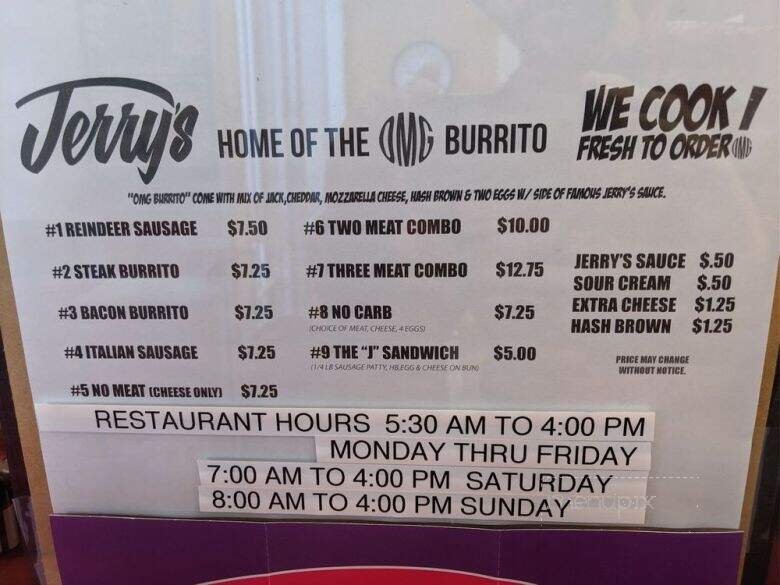 Jerry's HOME OF THE OMG BURRITO
WE COOK!
FRESH TO ORDER OMG
"OMG BURRITO" COME WITH MIX OF JACK, CHEDDAR, MOZZARELLA CHEESE, HASH BROWN & TWO EGGS W/ SIDE OF FAMOUS JERRY'S SAUCE.
#1 REINDEER SAUSAGE $7.50
#2 STEAK BURRITO $7.25
#3 BACON BURRITO $7.25
#4 ITALIAN SAUSAGE $7.25
#5 NO MEAT (CHEESE ONLY) $7.25
#6 TWO MEAT COMBO $10.00
#7 THREE MEAT COMBO $12.75
#8 NO CARB $7.25
(CHOICE OF MEAT, CHEESE, 4 EGGS)
#9 THE "J" SANDWICH $5.00
(1/4 LB SAUSAGE PATTY, HB,EGG & CHEESE ON BUN)
JERRY'S SAUCE $.50
SOUR CREAM $.50
EXTRA CHEESE $1.25
HASH BROWN $1.25
PRICE MAY CHANGE
WITHOUT NOTICE.
RESTAURANT HOURS 5:30 AM TO 4:00 PM
MONDAY THRU FRIDAY
7:00 AM TO 4:00 PM SATURDAY
8:00 AM TO 4:00 PM SUNDAY